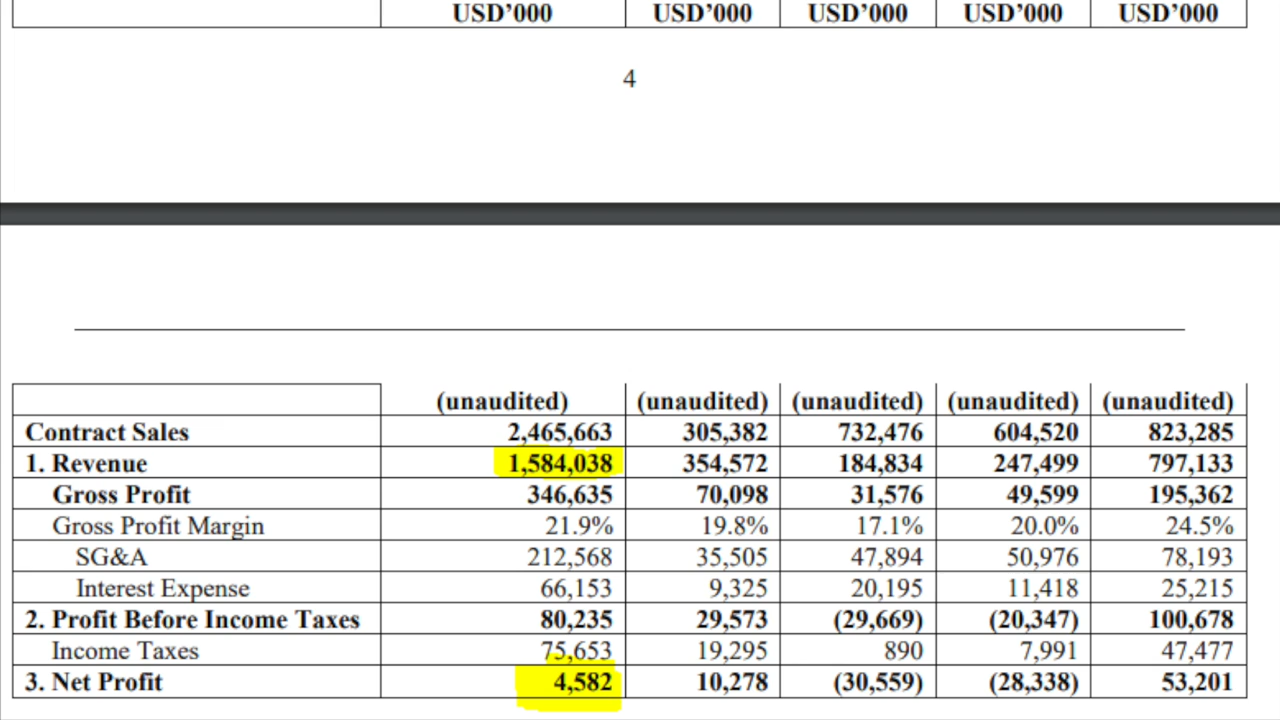 USD’000 USD’000 USD’000 USD’000 USD’000
4
(unaudited) (unaudited) (unaudited) (unaudited) (unaudited)
Contract Sales 2,465,663 305,382 732,476 604,520 823,285
1. Revenue 1,584,038 354,572 184,834 247,499 797,133
Gross Profit 346,635 70,098 31,576 49,599 195,362
Gross Profit Margin 21.9% 19.8% 17.1% 20.0% 24.5%
SG&A 212,568 35,505 47,894 50,976 78,193
Interest Expense 66,153 9,325 20,195 11,418 25,215
2. Profit Before Income Taxes 80,235 29,573 (29,669) (20,347) 100,678
Income Taxes 75,653 19,295 890 7,991 47,477
3. Net Profit 4,582 10,278 (30,559) (28,338) 53,201